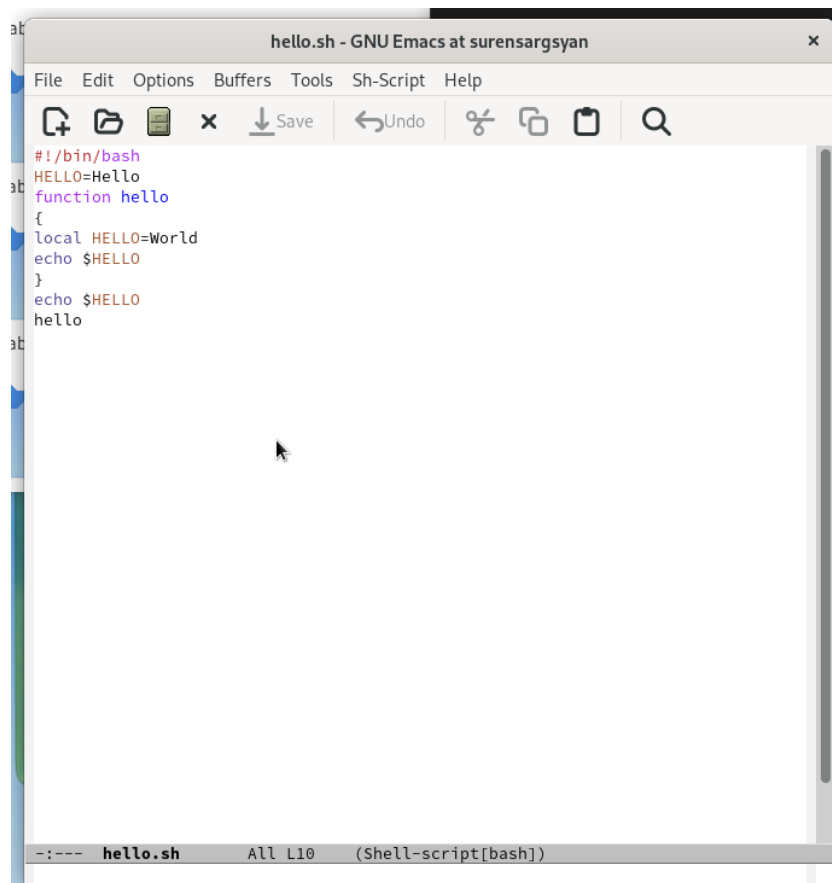 hello.sh - GNU Emacs at surensargsyan
File Edit Options Buffers Tools Sh-Script Help
Save Undo
#!/bin/bash
HELLO=Hello
function hello
{
local HELLO=World
echo $HELLO
}
echo $HELLO
hello
-:--- hello.sh All L10 (Shell-script[bash])